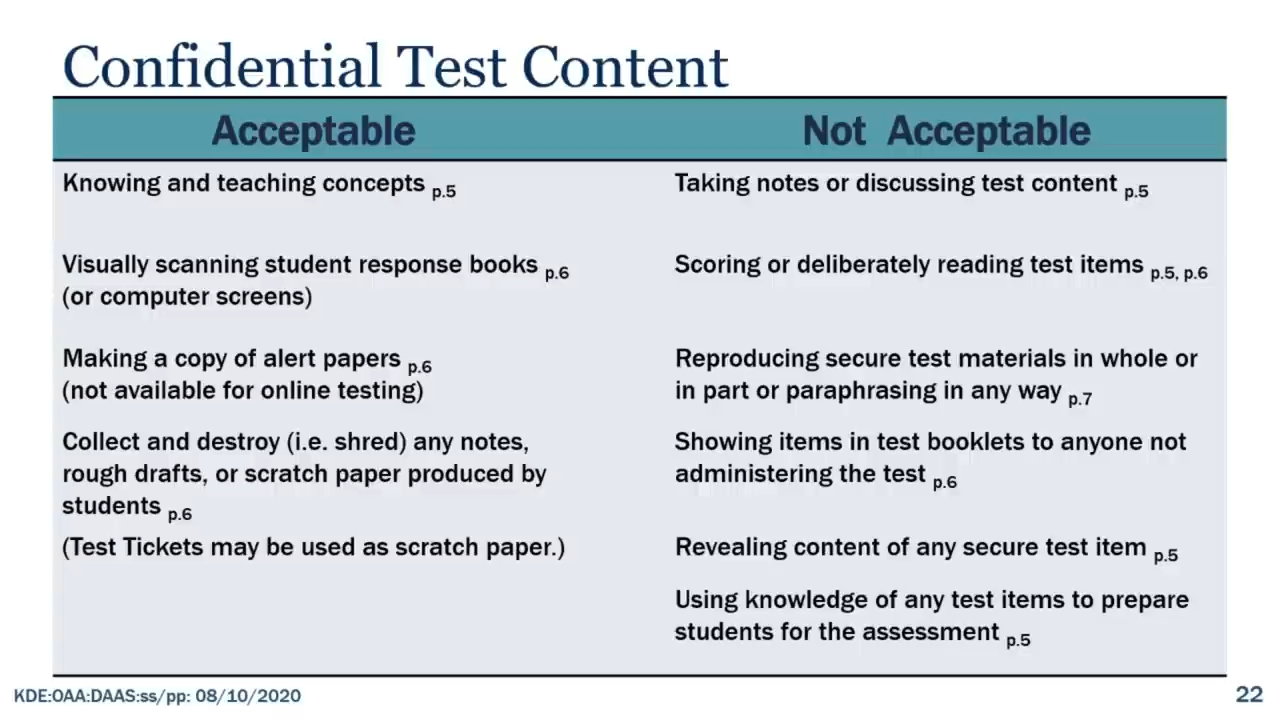 Confidential Test Content
Acceptable
Not Acceptable
Knowing and teaching concepts p.5
Taking notes or discussing test content p.5
Visually scanning student response books p.6
(or computer screens)
Scoring or deliberately reading test items p.5, p.6
Making a copy of alert papers p.6
(not available for online testing)
Reproducing secure test materials in whole or
in part or paraphrasing in any way p.7
Collect and destroy (i.e. shred) any notes,
rough drafts, or scratch paper produced by
students p.6
Showing items in test booklets to anyone not
administering the test p.6
(Test Tickets may be used as scratch paper.)
Revealing content of any secure test item p.5
Using knowledge of any test items to prepare
students for the assessment p.5
KDE:OAA:DAAS:ss/pp: 08/10/2020
22